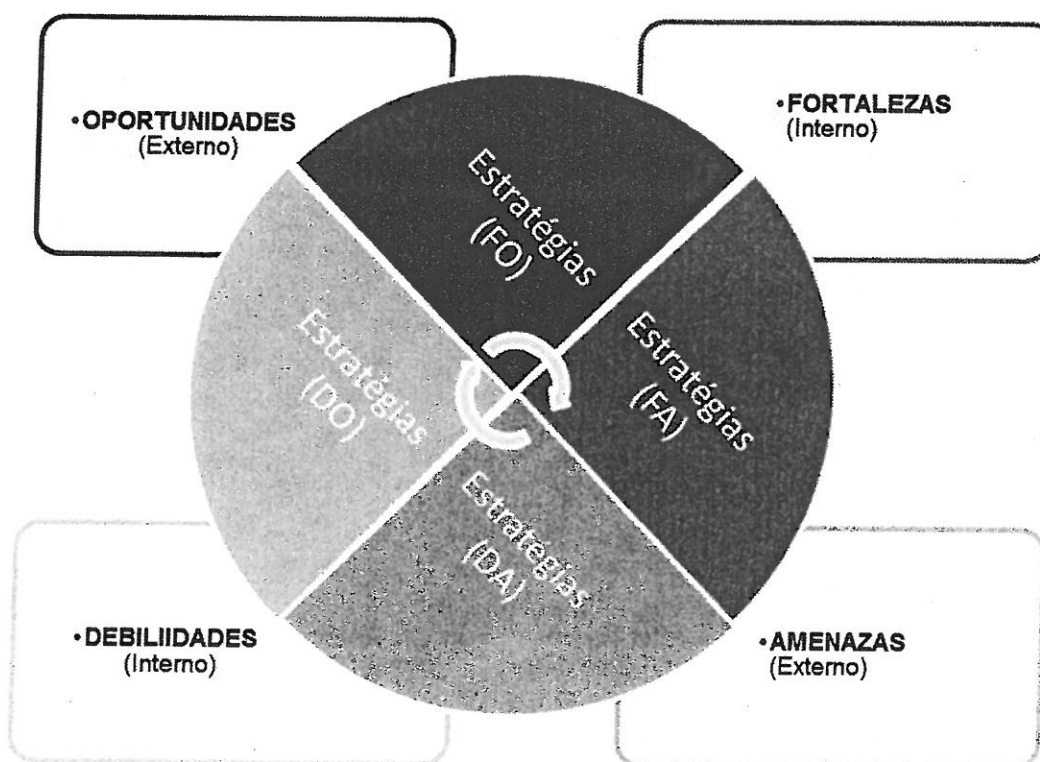 •OPORTUNIDADES
(Externo)
•FORTALEZAS
(Interno)
Estratégias
(FO)
Estratégias
(FA)
Estratégias
(DO)
Estratégias
(DA)
•DEBILIIDADES
(Interno)
•AMENAZAS
(Externo)